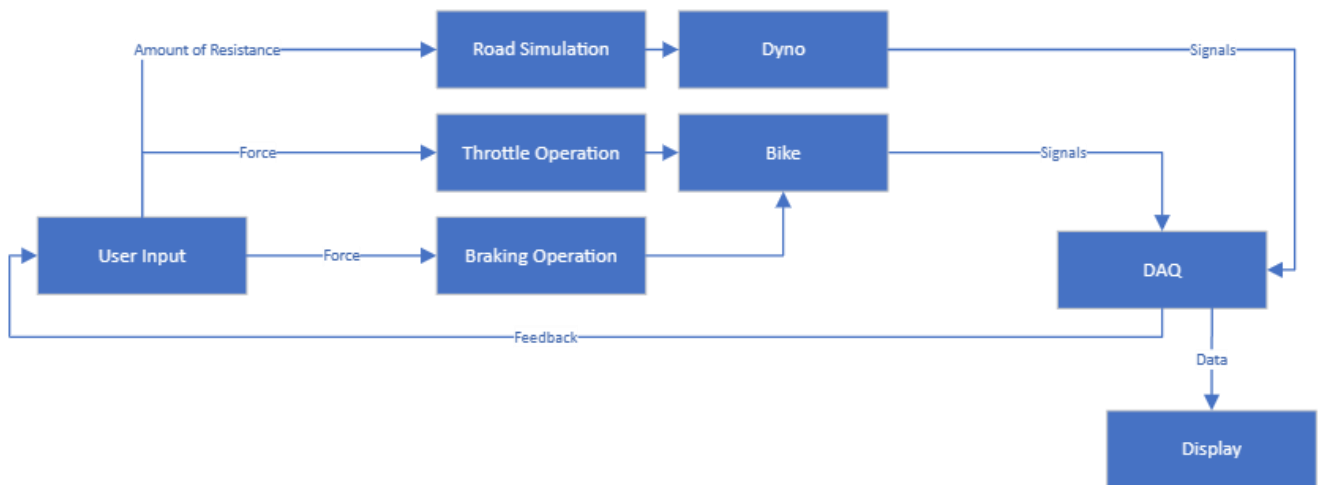 Amount of Resistance
Road Simulation
Dyno
Signals
Force
Throttle Operation
Bike
Signals
User Input
Force
Braking Operation
DAQ
Feedback
Data
Display